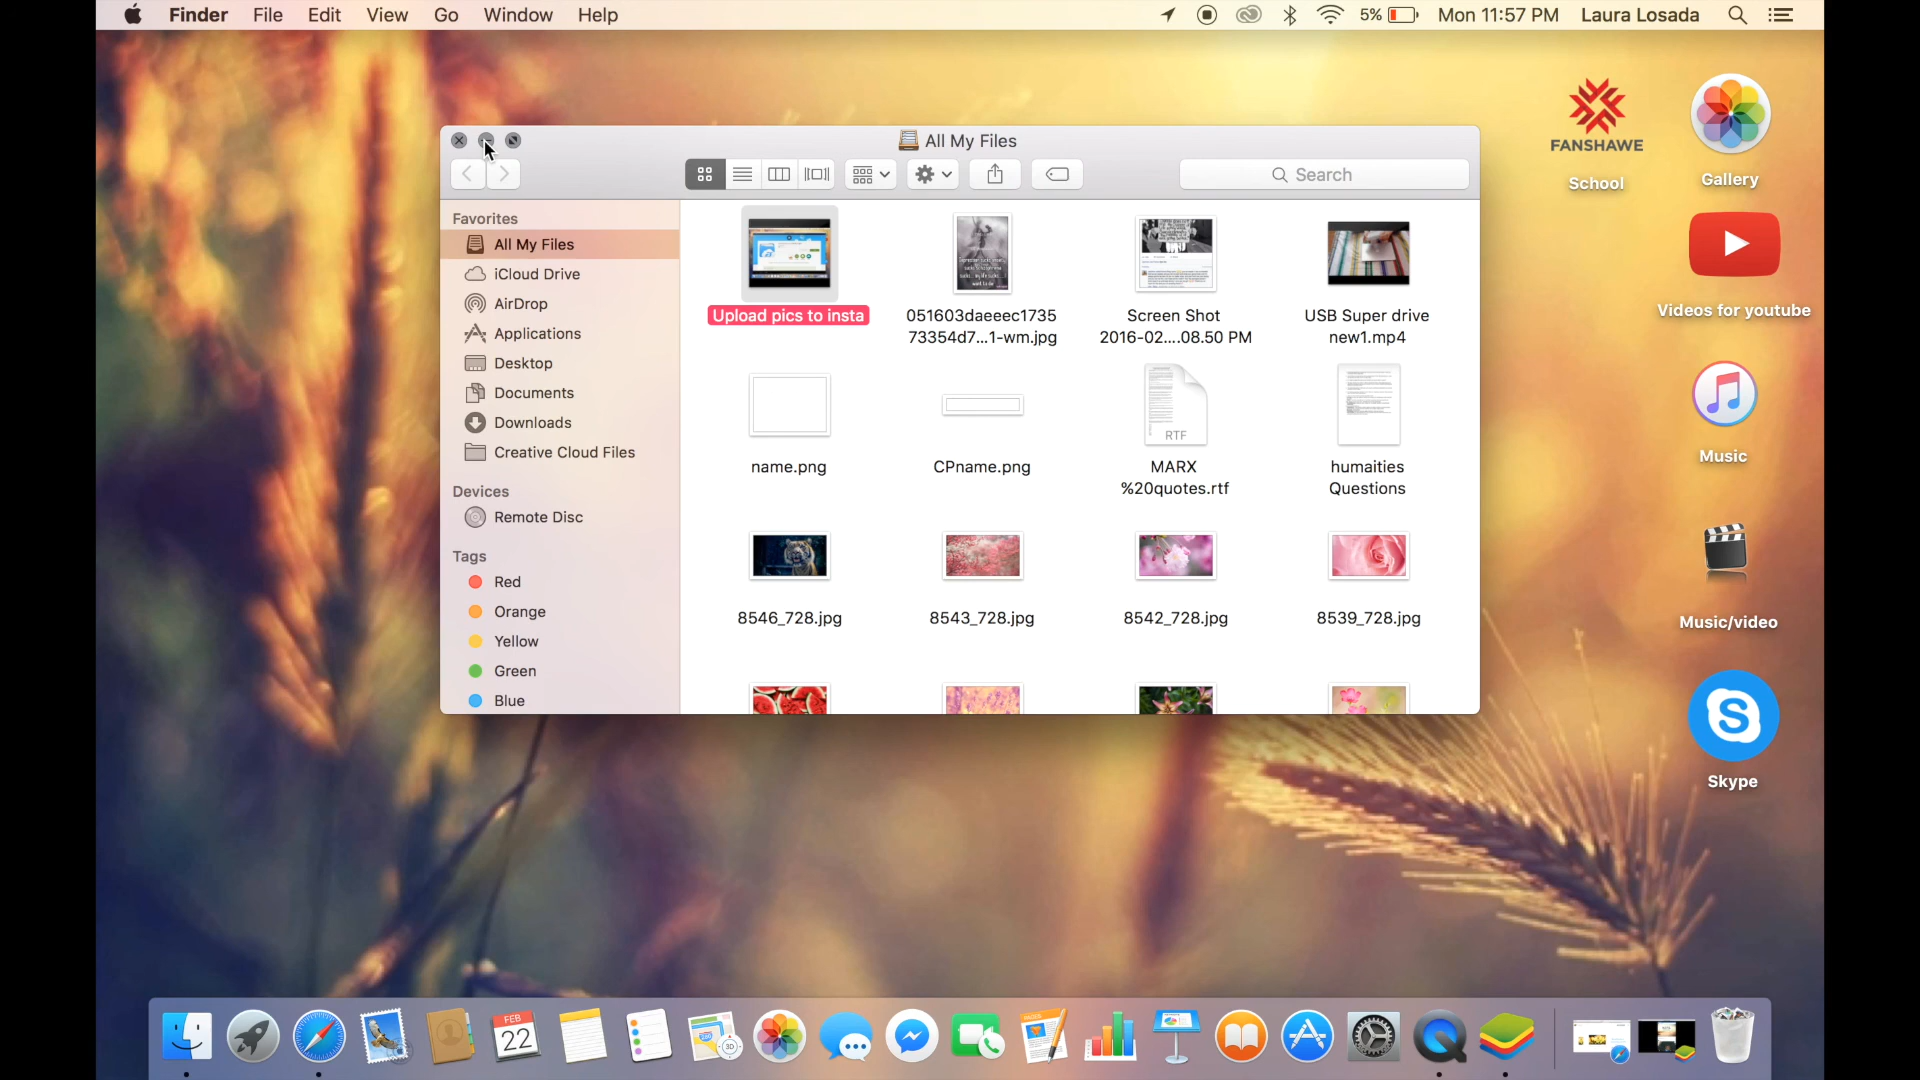 Finder File Edit View Go Window Help
5% Mon 11:57 PM Laura Losada
All My Files
Search
Favorites
All My Files
iCloud Drive
AirDrop
Applications
Desktop
Documents
Downloads
Creative Cloud Files
Devices
Remote Disc
Tags
Red
Orange
Yellow
Green
Blue
Upload pics to insta
051603daeeec1735
73354d7...1-wm.jpg
Screen Shot
2016-02....08.50 PM
USB Super drive
new1.mp4
name.png
CPname.png
RTF
MARX
%20quotes.rtf
humaities
Questions
8546_728.jpg
8543_728.jpg
8542_728.jpg
8539_728.jpg
FANSHAWE
School
Gallery
Videos for youtube
Music
Music/video
Skype
FEB
22
3D